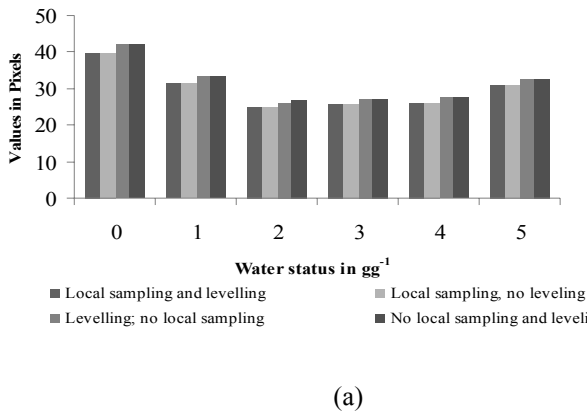 50
40
30
20
10
0
Values in Pixels
0 1 2 3 4 5
Water status in gg-1
Local sampling and levelling
Local sampling, no leveling
Levelling; no local sampling
No local sampling and leveli
(a)